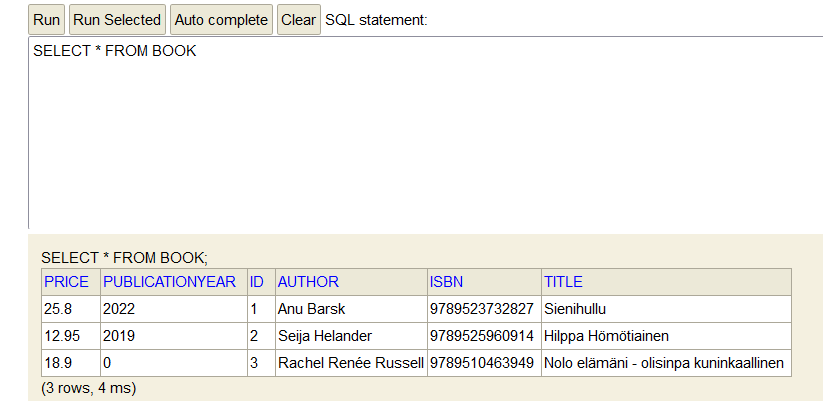 Run Run Selected Auto complete Clear SQL statement:
SELECT * FROM BOOK
SELECT * FROM BOOK;
PRICE PUBLICATIONYEAR ID AUTHOR ISBN TITLE
25.8 2022 1 Anu Barsk 9789523732827 Sienihullu
12.95 2019 2 Seija Helander 9789525960914 Hilppa Hömötiainen
18.9 0 3 Rachel Renée Russell 9789510463949 Nolo elämäni - olisinpa kuninkaallinen
(3 rows, 4 ms)